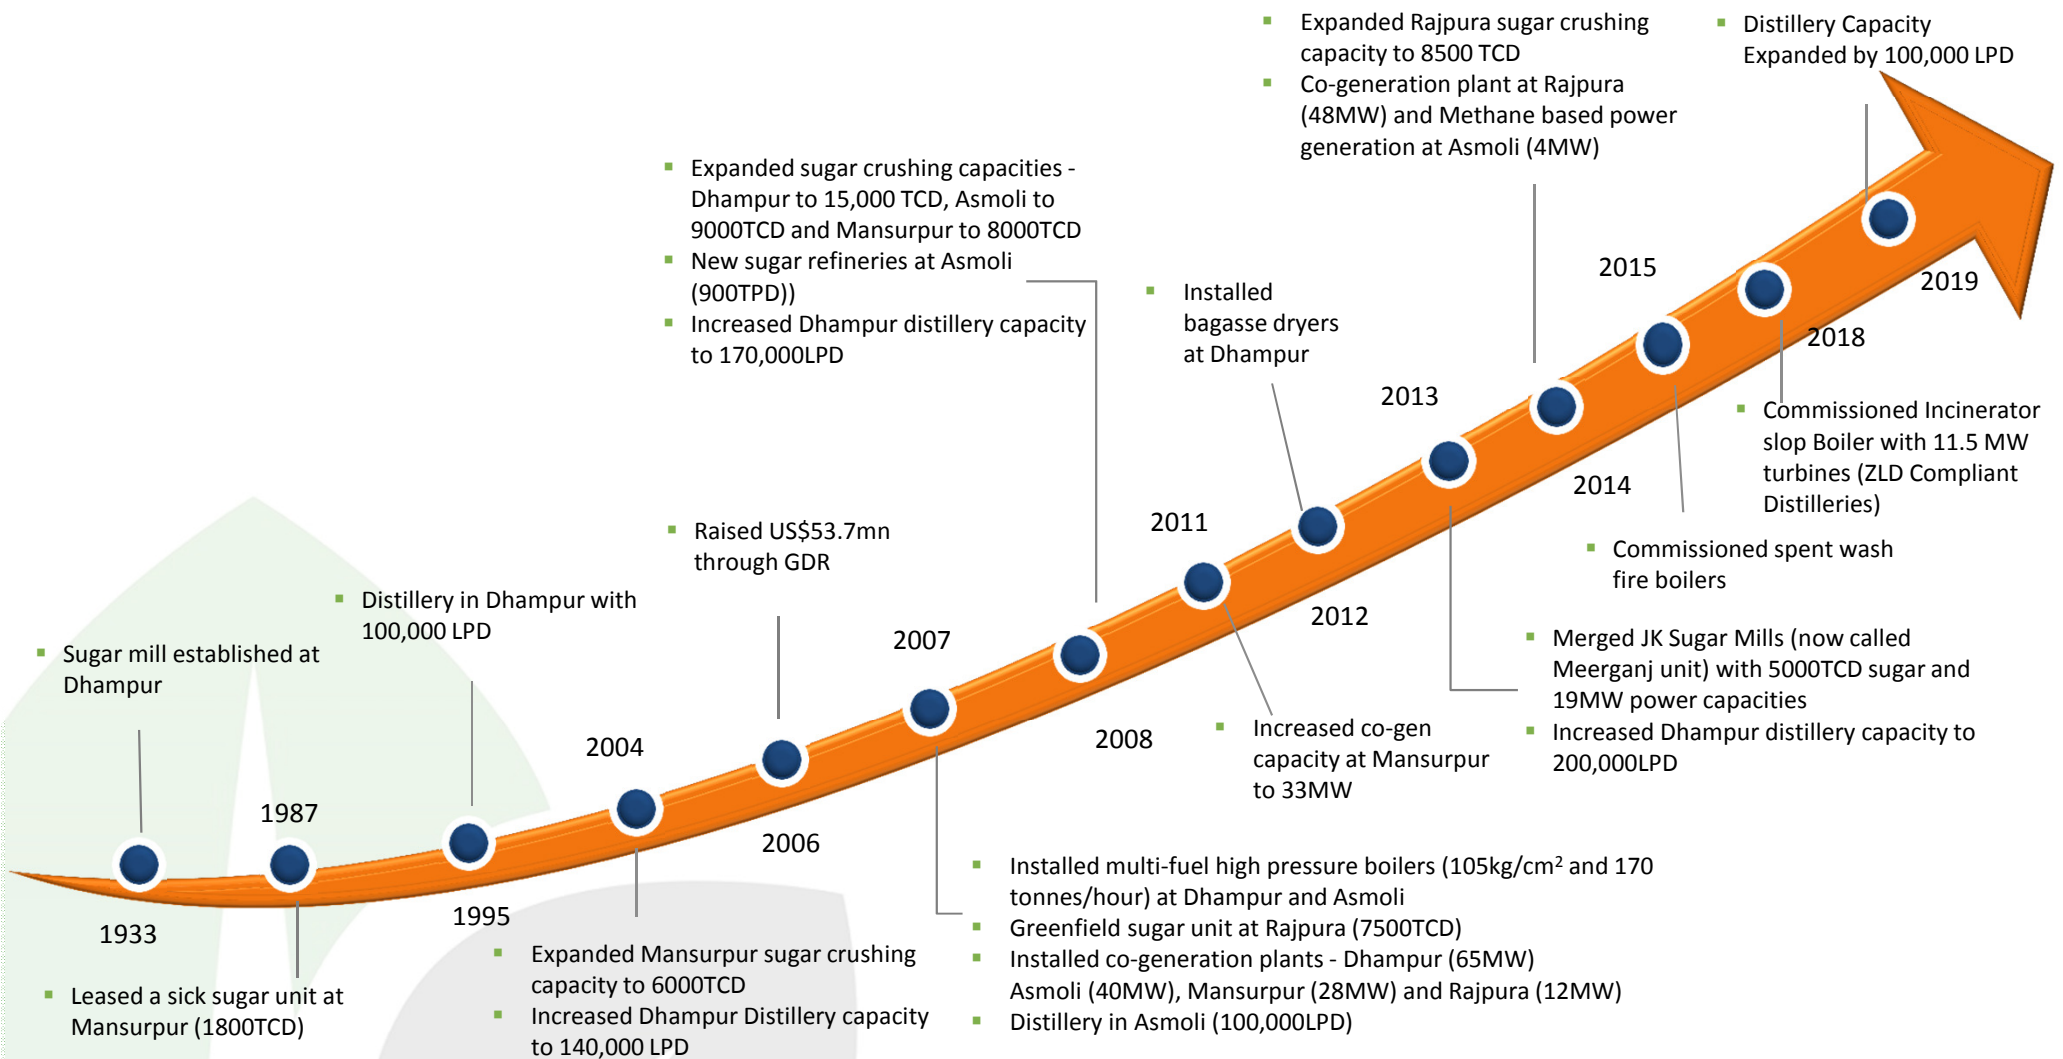 ▪ Expanded Rajpura sugar crushing
capacity to 8500 TCD
▪ Co-generation plant at Rajpura
(48MW) and Methane based power
generation at Asmoli (4MW)
▪ Distillery Capacity
Expanded by 100,000 LPD
▪ Expanded sugar crushing capacities -
Dhampur to 15,000 TCD, Asmoli to
9000TCD and Mansurpur to 8000TCD
▪ New sugar refineries at Asmoli
(900TPD))
▪ Increased Dhampur distillery capacity
to 170,000LPD
▪ Installed
bagasse dryers
at Dhampur
2015
2019
2018
2013
▪ Commissioned Incinerator
slop Boiler with 11.5 MW
turbines (ZLD Compliant
Distilleries)
2014
2011
▪ Raised US$53.7mn
through GDR
▪ Commissioned spent wash
fire boilers
▪ Distillery in Dhampur with
100,000 LPD
2012
2007
▪ Sugar mill established at
Dhampur
▪ Merged JK Sugar Mills (now called
Meerganj unit) with 5000TCD sugar and
19MW power capacities
▪ Increased Dhampur distillery capacity to
200,000LPD
2004
2008
▪ Increased co-gen
capacity at Mansurpur
to 33MW
1987
2006
1933
1995
▪ Installed multi-fuel high pressure boilers (105kg/cm² and 170
tonnes/hour) at Dhampur and Asmoli
▪ Greenfield sugar unit at Rajpura (7500TCD)
▪ Installed co-generation plants - Dhampur (65MW)
Asmoli (40MW), Mansurpur (28MW) and Rajpura (12MW)
▪ Distillery in Asmoli (100,000LPD)
▪ Expanded Mansurpur sugar crushing
capacity to 6000TCD
▪ Increased Dhampur Distillery capacity
to 140,000 LPD
▪ Leased a sick sugar unit at
Mansurpur (1800TCD)